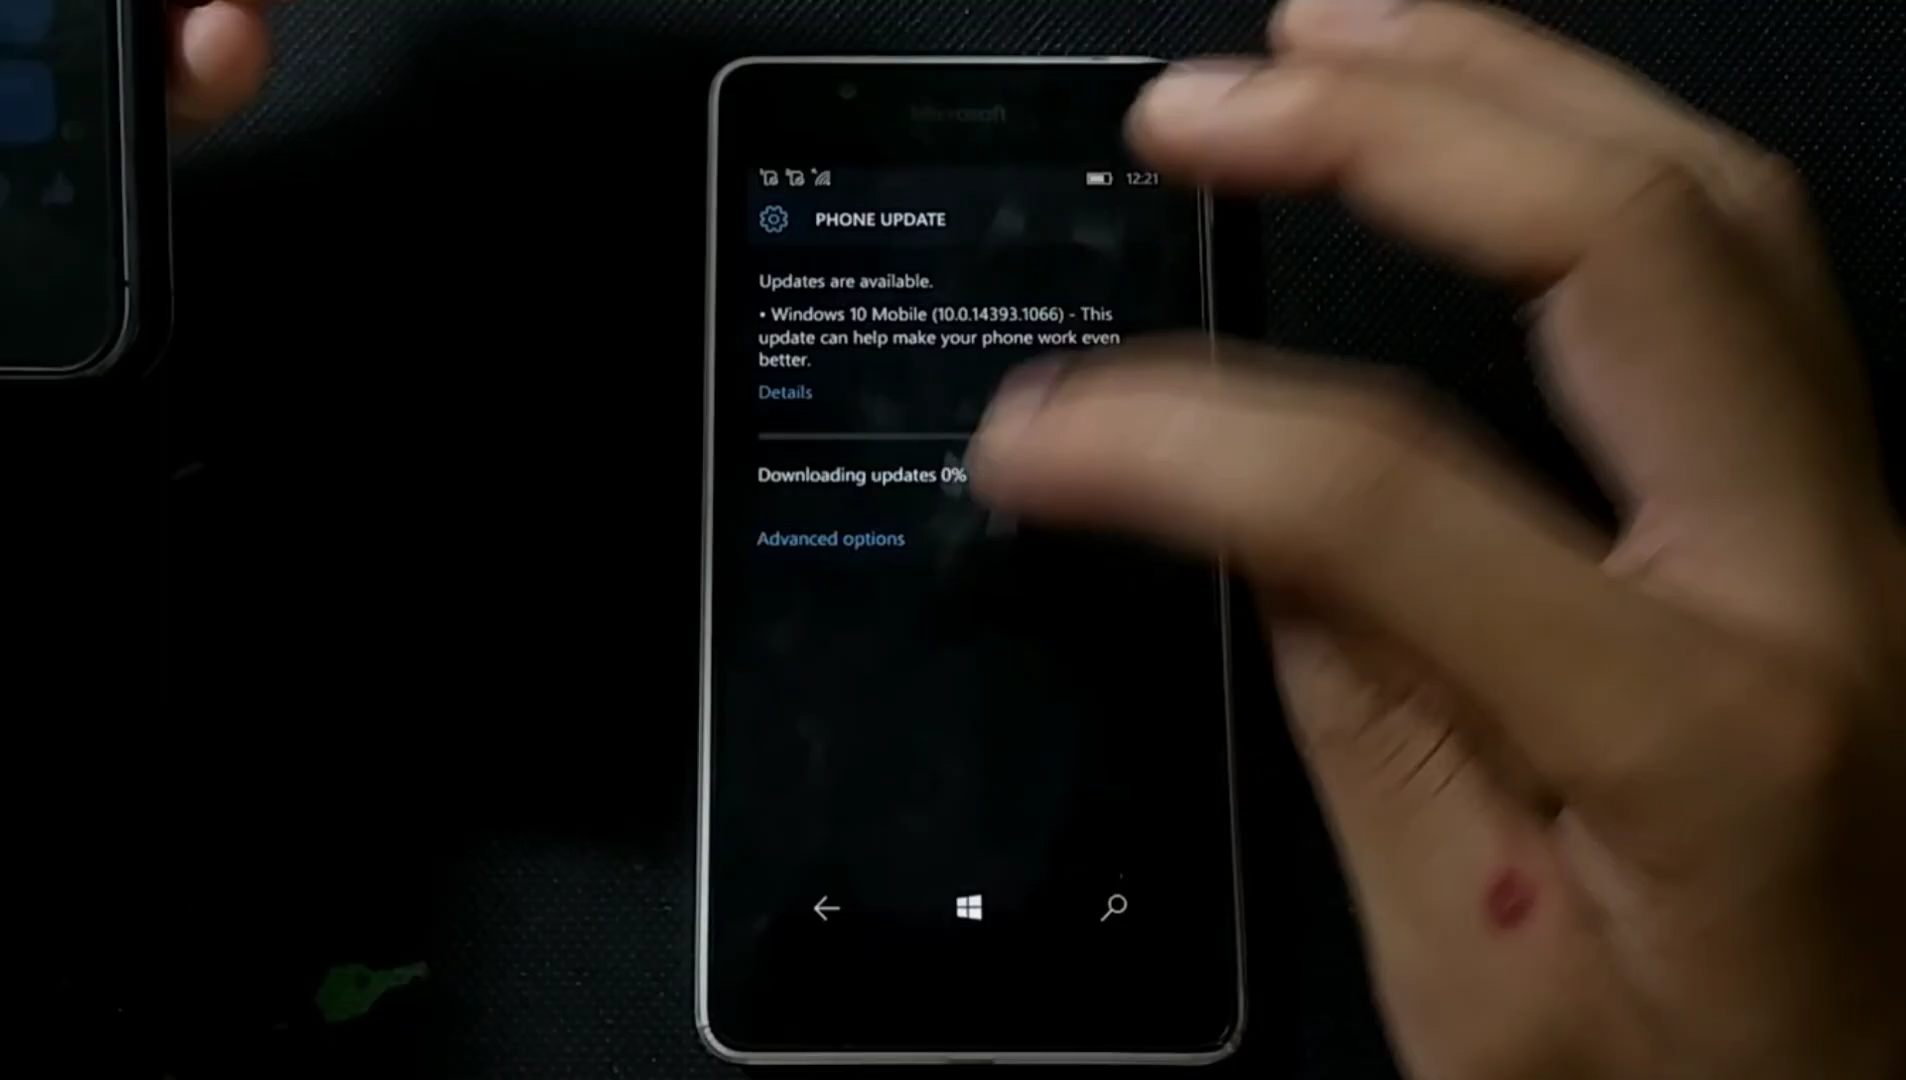 Microsoft
12:21
PHONE UPDATE
Updates are available.
• Windows 10 Mobile (10.0.14393.1066) - This
update can help make your phone work even
better.
Details
Downloading updates 0%
Advanced options